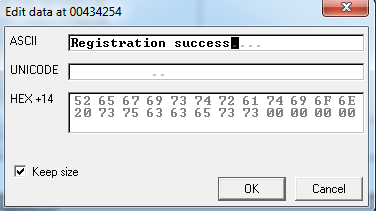 Edit data at 00434254
ASCII
Registration success....
UNICODE
..
HEX +14
52 65 67 69 73 74 72 61 74 69 6F 6E
20 73 75 63 63 65 73 73 00 00 00 00
Keep size
OK Cancel